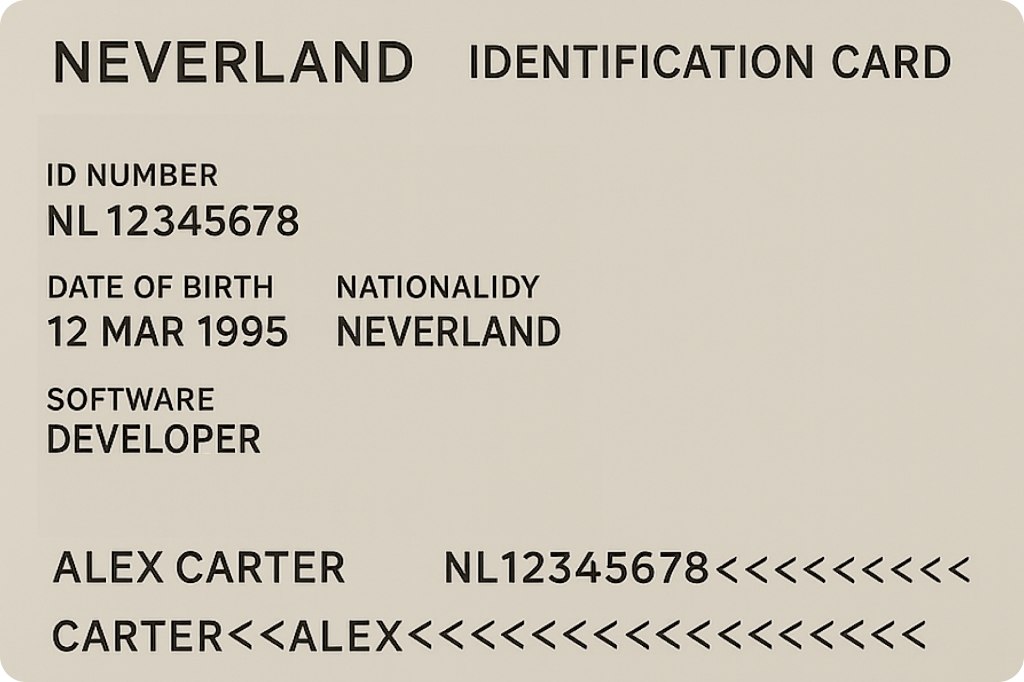 NEVERLAND IDENTIFICATION CARD
ID NUMBER
NL 12345678
DATE OF BIRTH NATIONALIDY
12 MAR 1995 NEVERLAND
SOFTWARE
DEVELOPER
ALEX CARTER NL12345678<<<<<<<<<
CARTER<<ALEX<<<<<<<<<<<<<<<<<